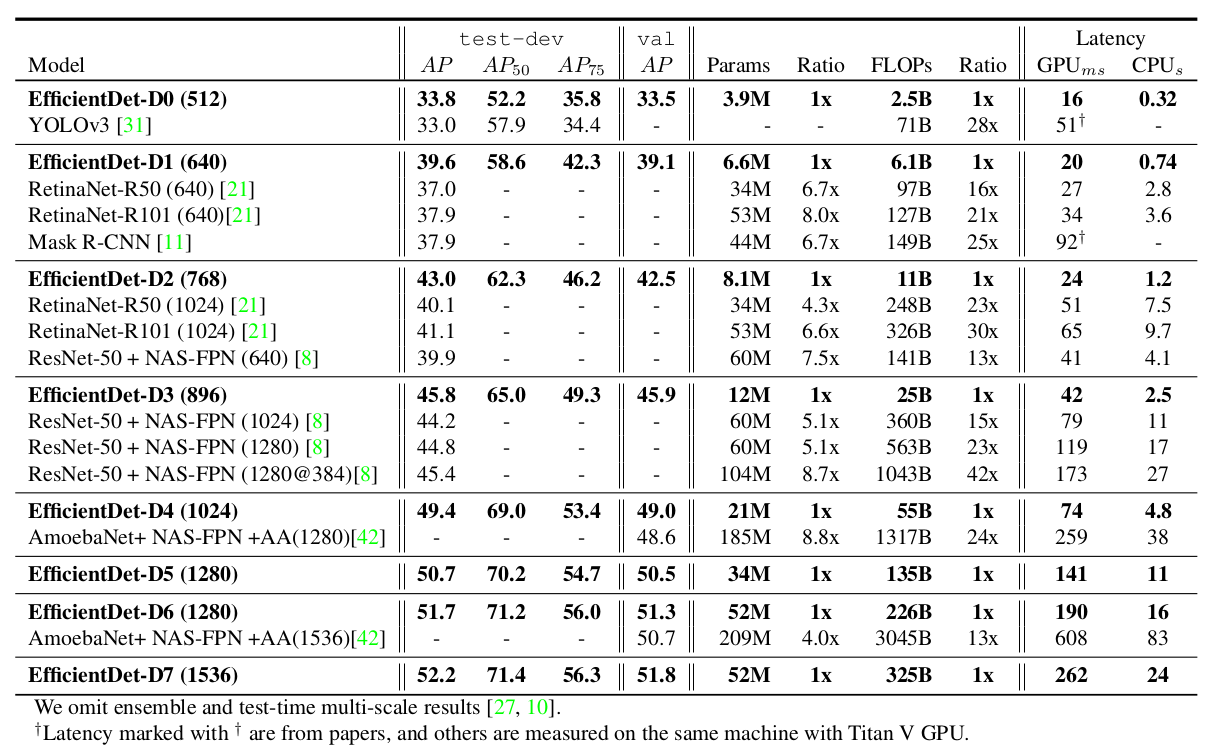 test-dev val Latency
Model AP AP50 AP75 AP Params Ratio FLOPs Ratio GPUms CPUs
EfficientDet-D0 (512) 33.8 52.2 35.8 33.5 3.9M 1x 2.5B 1x 16 0.32
YOLOv3 [31] 33.0 57.9 34.4 - - - 71B 28x 51† -
EfficientDet-D1 (640) 39.6 58.6 42.3 39.1 6.6M 1x 6.1B 1x 20 0.74
RetinaNet-R50 (640) [21] 37.0 - - - 34M 6.7x 97B 16x 27 2.8
RetinaNet-R101 (640)[21] 37.9 - - - 53M 8.0x 127B 21x 34 3.6
Mask R-CNN [11] 37.9 - - - 44M 6.7x 149B 25x 92† -
EfficientDet-D2 (768) 43.0 62.3 46.2 42.5 8.1M 1x 11B 1x 24 1.2
RetinaNet-R50 (1024) [21] 40.1 - - - 34M 4.3x 248B 23x 51 7.5
RetinaNet-R101 (1024) [21] 41.1 - - - 53M 6.6x 326B 30x 65 9.7
ResNet-50 + NAS-FPN (640) [8] 39.9 - - - 60M 7.5x 141B 13x 41 4.1
EfficientDet-D3 (896) 45.8 65.0 49.3 45.9 12M 1x 25B 1x 42 2.5
ResNet-50 + NAS-FPN (1024) [8] 44.2 - - - 60M 5.1x 360B 15x 79 11
ResNet-50 + NAS-FPN (1280) [8] 44.8 - - - 60M 5.1x 563B 23x 119 17
ResNet-50 + NAS-FPN (1280@384)[8] 45.4 - - - 104M 8.7x 1043B 42x 173 27
EfficientDet-D4 (1024) 49.4 69.0 53.4 49.0 21M 1x 55B 1x 74 4.8
AmoebaNet+ NAS-FPN +AA(1280)[42] - - - 48.6 185M 8.8x 1317B 24x 259 38
EfficientDet-D5 (1280) 50.7 70.2 54.7 50.5 34M 1x 135B 1x 141 11
EfficientDet-D6 (1280) 51.7 71.2 56.0 51.3 52M 1x 226B 1x 190 16
AmoebaNet+ NAS-FPN +AA(1536)[42] - - - 50.7 209M 4.0x 3045B 13x 608 83
EfficientDet-D7 (1536) 52.2 71.4 56.3 51.8 52M 1x 325B 1x 262 24
We omit ensemble and test-time multi-scale results [27, 10].
†Latency marked with † are from papers, and others are measured on the same machine with Titan V GPU.